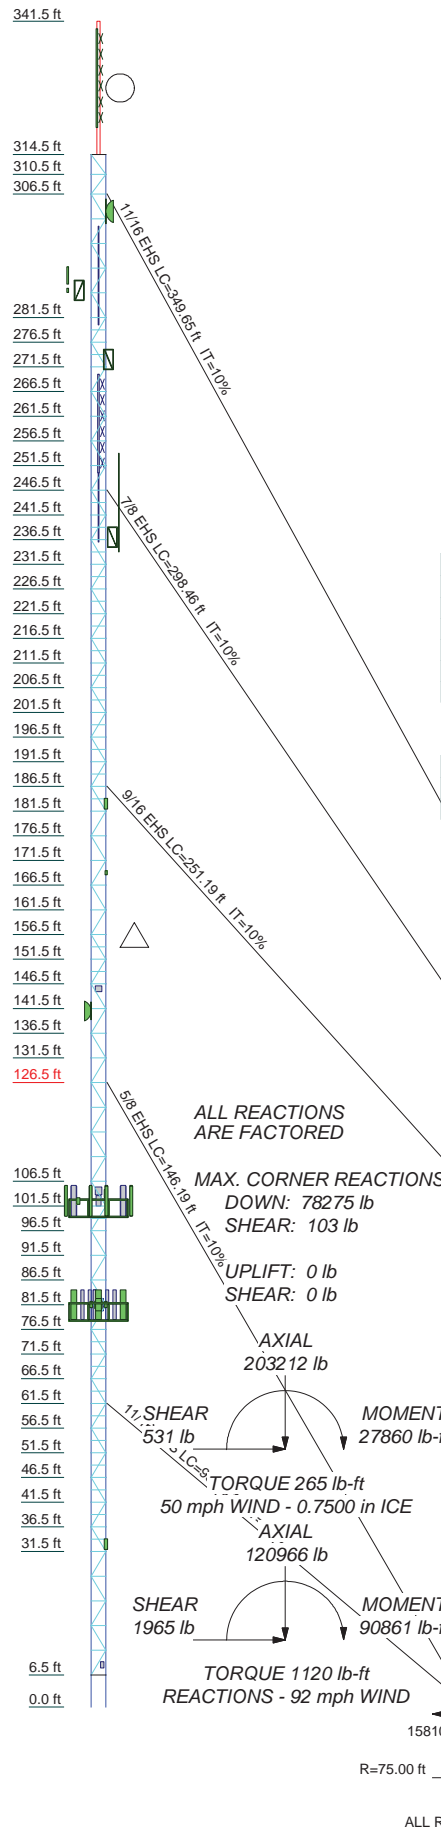 341.5 ft
314.5 ft
310.5 ft
306.5 ft
11/16 EHS LC=349.65 ft IT=10%
281.5 ft
276.5 ft
271.5 ft
266.5 ft
261.5 ft
256.5 ft
251.5 ft
246.5 ft
7/8 EHS LC=298.46 ft IT=10%
241.5 ft
236.5 ft
231.5 ft
226.5 ft
221.5 ft
216.5 ft
211.5 ft
206.5 ft
201.5 ft
196.5 ft
191.5 ft
186.5 ft
9/16 EHS LC=251.19 ft IT=10%
181.5 ft
176.5 ft
171.5 ft
166.5 ft
161.5 ft
156.5 ft
151.5 ft
146.5 ft
141.5 ft
136.5 ft
131.5 ft
126.5 ft
5/8 EHS LC=146.19 ft IT=10%
ALL REACTIONS
ARE FACTORED
106.5 ft
MAX. CORNER REACTIONS
101.5 ft
DOWN: 78275 lb
96.5 ft
SHEAR: 103 lb
91.5 ft
86.5 ft
UPLIFT: 0 lb
81.5 ft
SHEAR: 0 lb
76.5 ft
71.5 ft
AXIAL
66.5 ft
203212 lb
61.5 ft
56.5 ft
SHEAR
MOMENT
51.5 ft
531 lb
27860 lb-f
46.5 ft
TORQUE 265 lb-ft
41.5 ft
50 mph WIND - 0.7500 in ICE
36.5 ft
AXIAL
31.5 ft
120966 lb
SHEAR
MOMENT
1965 lb
90861 lb-f
6.5 ft
TORQUE 1120 lb-ft
REACTIONS - 92 mph WIND
0.0 ft
15810
R=75.00 ft
ALL R